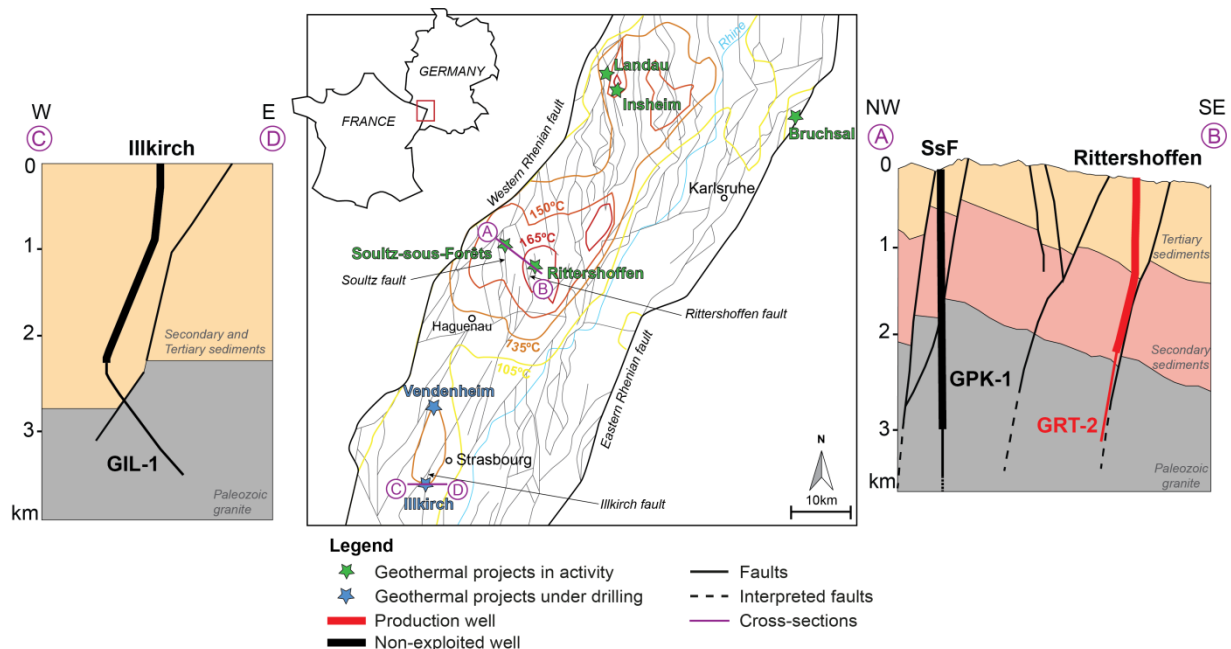 W
E
C
D
Illkirch
0
1
2
3
km
Secondary and
Tertiary sediments
GIL-1
Paleozoic
granite
GERMANY
FRANCE
Western Rhenian fault
Rhine
Landau
Insheim
Bruchsal
Karlsruhe
150ºC
A
165ºC
Soultz-sous-Forêts
Soultz fault
Rittershoffen
B
Rittershoffen fault
Haguenau
135ºC
105ºC
Eastern Rhenian fault
Vendenheim
Strasbourg
C
D
Illkirch
Illkirch fault
N
10km
NW
SE
A
B
SsF
Rittershoffen
0
1
2
3
km
Tertiary
sediments
Secondary
sediments
GPK-1
GRT-2
Paleozoic
granite
Legend
Geothermal projects in activity
Geothermal projects under drilling
Production well
Non-exploited well
Faults
Interpreted faults
Cross-sections